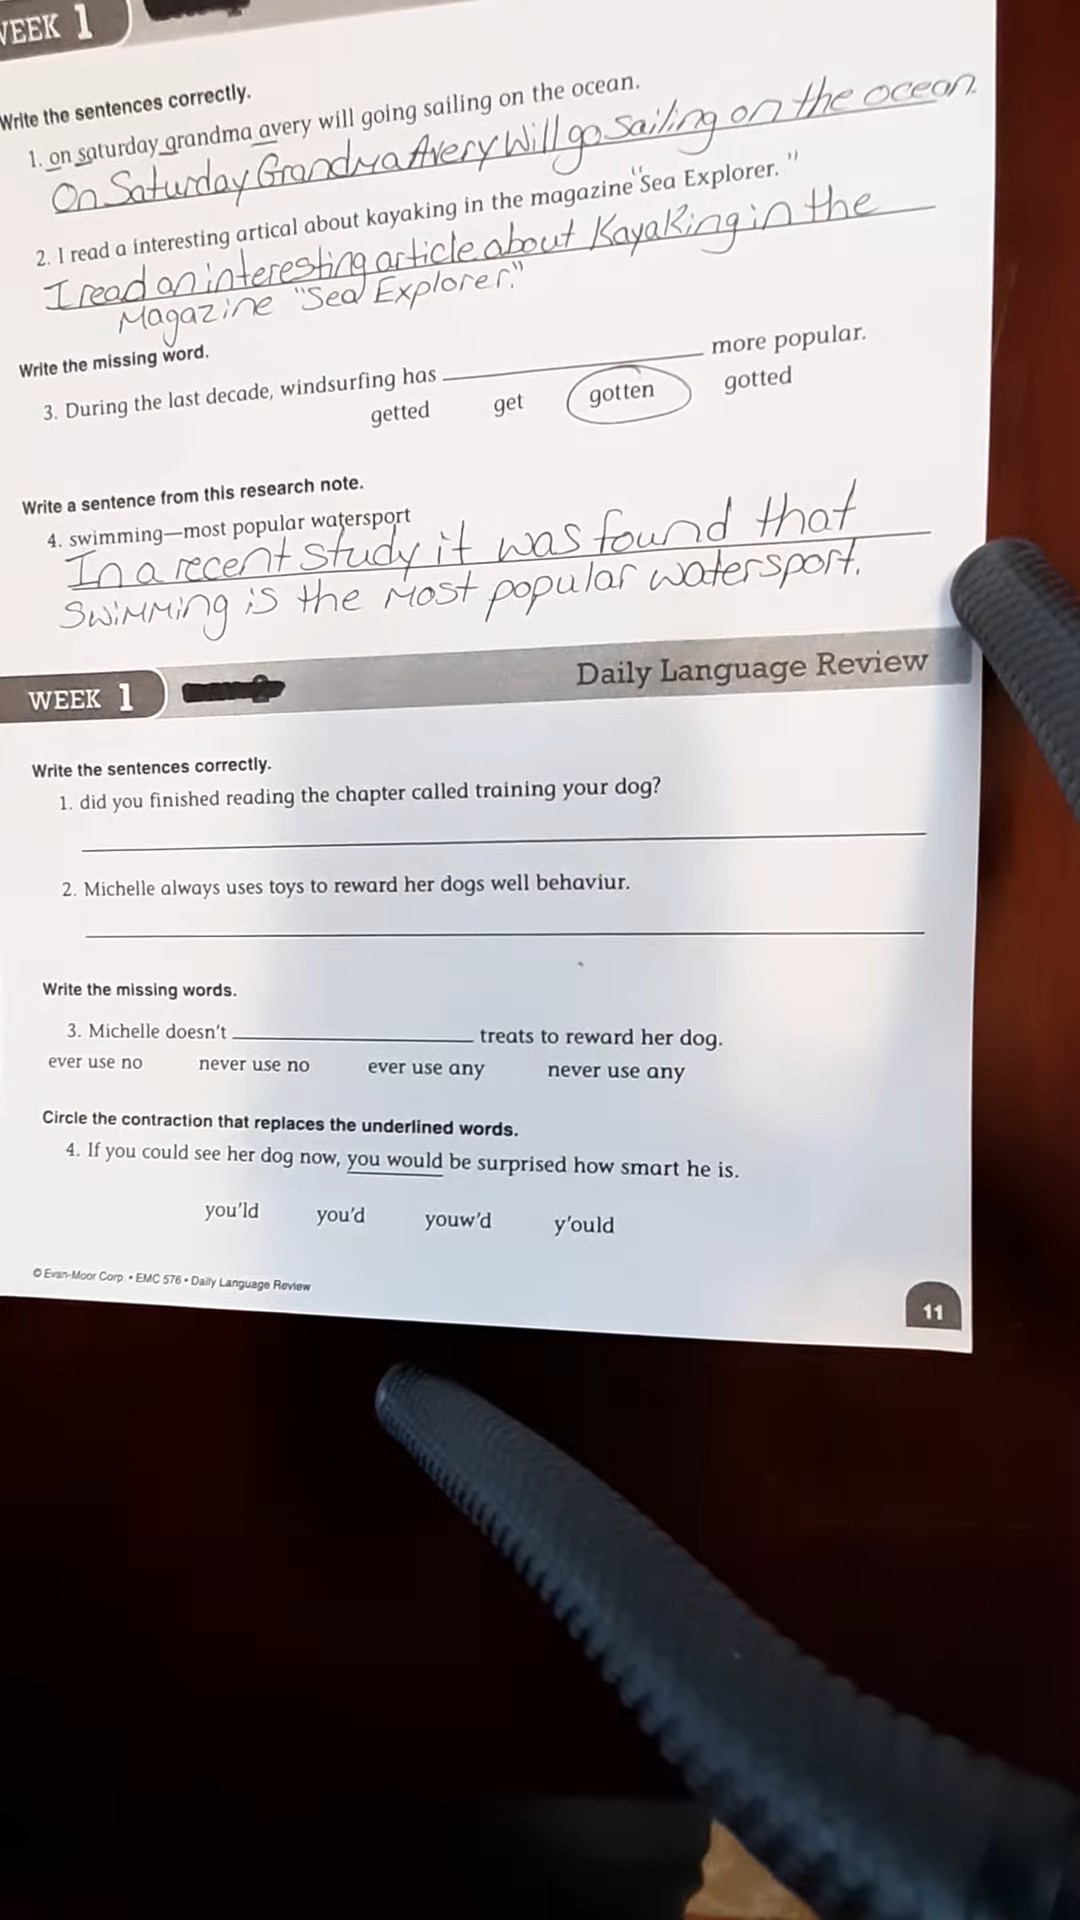 WEEK 1
Write the sentences correctly.
1. on saturday grandma avery will going sailing on the ocean.
On Saturday Grandma Avery Will go Sailing on the ocean.
2. I read a interesting artical about kayaking in the magazine "Sea Explorer."
I read an interesting article about Kayaking in the
Magazine "Sea Explorer."
Write the missing word.
3. During the last decade, windsurfing has ____ more popular.
getted get gotten gotted
Write a sentence from this research note.
4. swimming—most popular watersport
In a recent study it was found that
Swimming is the most popular watersport.
WEEK 1
Daily Language Review
Write the sentences correctly.
1. did you finished reading the chapter called training your dog?
2. Michelle always uses toys to reward her dogs well behaviur.
Write the missing words.
3. Michelle doesn't ____ treats to reward her dog.
ever use no never use no ever use any never use any
Circle the contraction that replaces the underlined words.
4. If you could see her dog now, you would be surprised how smart he is.
you'ld you'd youw'd y'ould
© Evan-Moor Corp. • EMC 576 • Daily Language Review
11